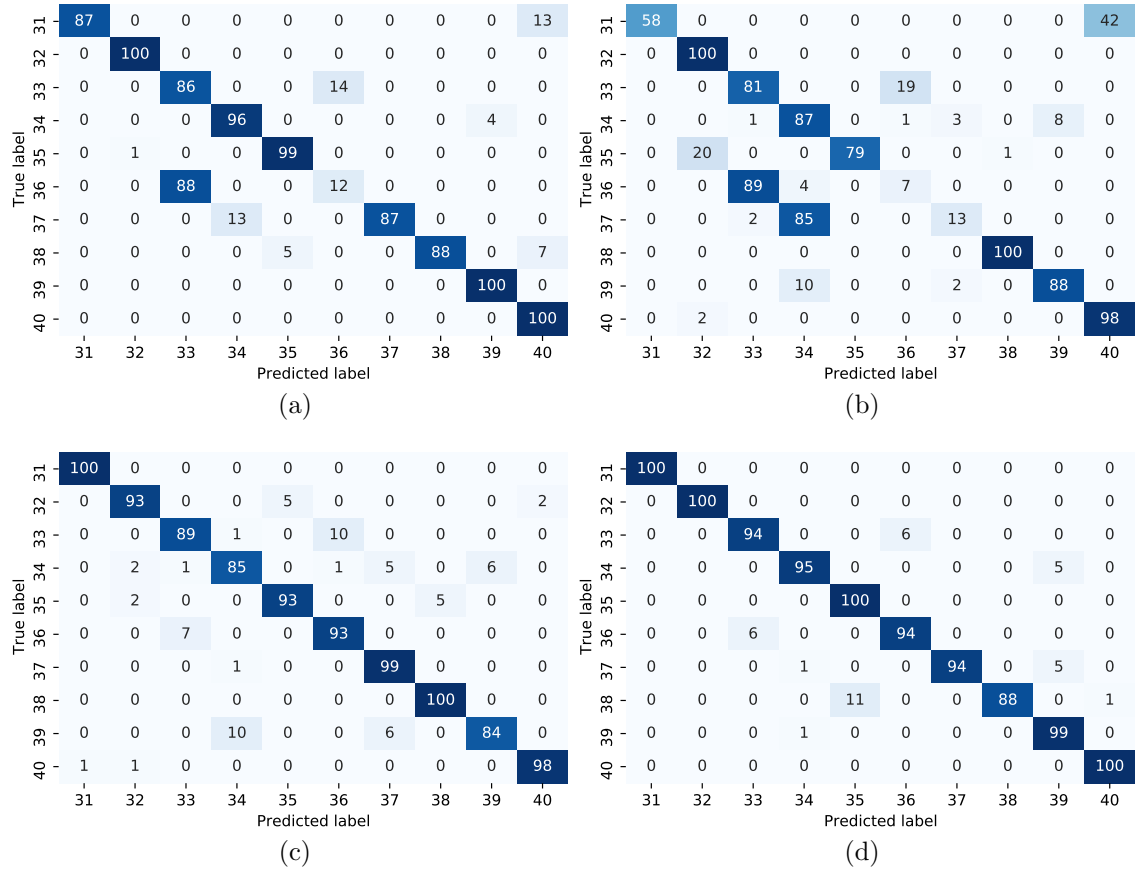 31 87 0 0 0 0 0 0 0 0 13
32 0 100 0 0 0 0 0 0 0 0
33 0 0 86 0 0 14 0 0 0 0
34 0 0 0 96 0 0 0 0 4 0
35 0 1 0 0 99 0 0 0 0 0
36 0 0 88 0 0 12 0 0 0 0
37 0 0 0 13 0 0 87 0 0 0
38 0 0 0 0 5 0 0 88 0 7
39 0 0 0 0 0 0 0 0 100 0
40 0 0 0 0 0 0 0 0 0 100
True label
31 32 33 34 35 36 37 38 39 40
Predicted label
(a)
31 58 0 0 0 0 0 0 0 0 42
32 0 100 0 0 0 0 0 0 0 0
33 0 0 81 0 0 19 0 0 0 0
34 0 0 1 87 0 1 3 0 8 0
35 0 20 0 0 79 0 0 1 0 0
36 0 0 89 4 0 7 0 0 0 0
37 0 0 2 85 0 0 13 0 0 0
38 0 0 0 0 0 0 0 100 0 0
39 0 0 0 10 0 0 2 0 88 0
40 0 2 0 0 0 0 0 0 0 98
True label
31 32 33 34 35 36 37 38 39 40
Predicted label
(b)
31 100 0 0 0 0 0 0 0 0 0
32 0 93 0 0 5 0 0 0 0 2
33 0 0 89 1 0 10 0 0 0 0
34 0 2 1 85 0 1 5 0 6 0
35 0 2 0 0 93 0 0 5 0 0
36 0 0 7 0 0 93 0 0 0 0
37 0 0 0 1 0 0 99 0 0 0
38 0 0 0 0 0 0 0 100 0 0
39 0 0 0 10 0 0 6 0 84 0
40 1 1 0 0 0 0 0 0 0 98
True label
31 32 33 34 35 36 37 38 39 40
Predicted label
(c)
31 100 0 0 0 0 0 0 0 0 0
32 0 100 0 0 0 0 0 0 0 0
33 0 0 94 0 0 6 0 0 0 0
34 0 0 0 95 0 0 0 0 5 0
35 0 0 0 0 100 0 0 0 0 0
36 0 0 6 0 0 94 0 0 0 0
37 0 0 0 1 0 0 94 0 5 0
38 0 0 0 0 11 0 0 88 0 1
39 0 0 0 1 0 0 0 0 99 0
40 0 0 0 0 0 0 0 0 0 100
True label
31 32 33 34 35 36 37 38 39 40
Predicted label
(d)